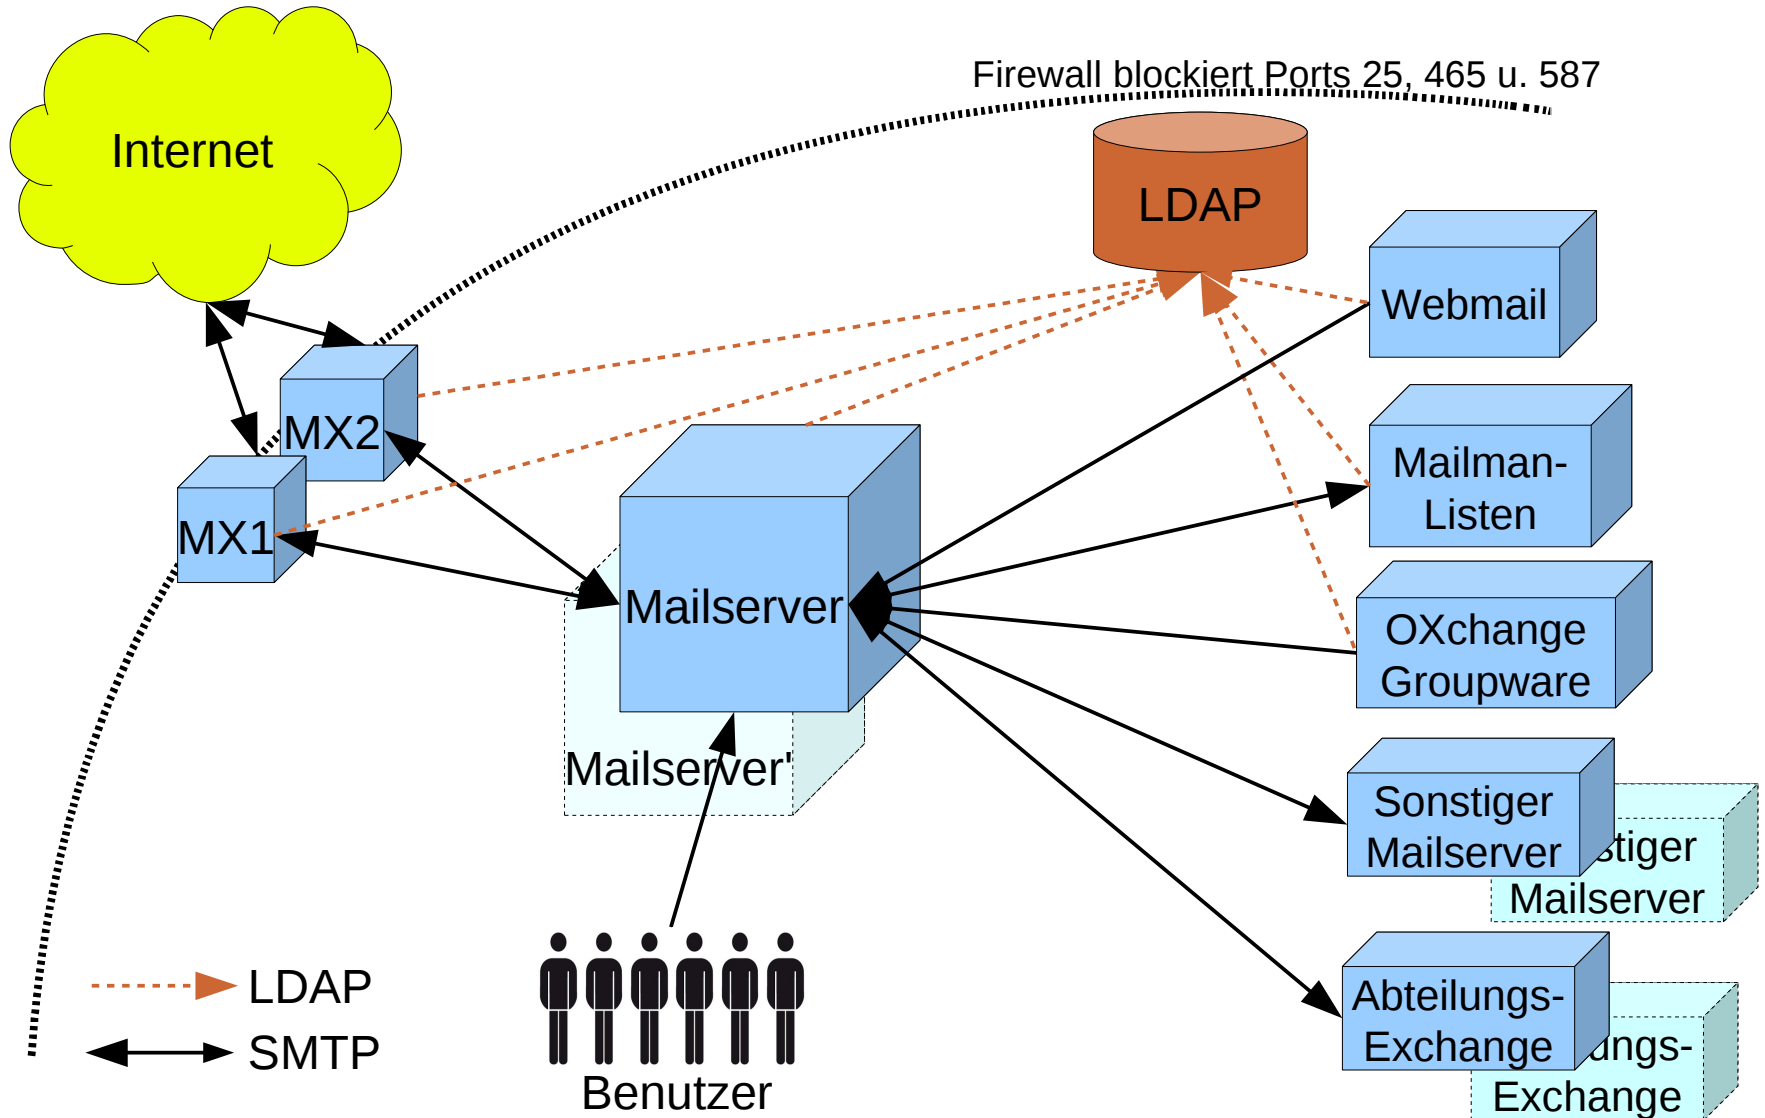 Firewall blockiert Ports 25, 465 u. 587
Internet
LDAP
Webmail
MX2
Mailman-
Listen
MX1
Mailserver
OXchange
Groupware
Mailserver'
Sonstiger
Mailserver
stiger
Mailserver
Abteilungs-
Exchange
ungs-
Exchange
LDAP
SMTP
Benutzer